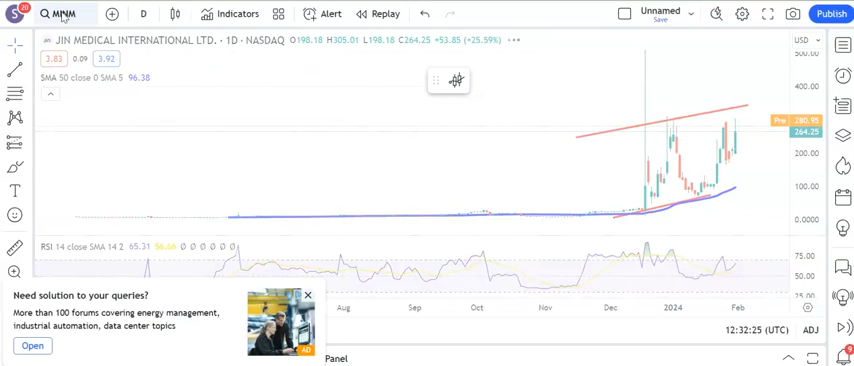 S 20 MINM D Indicators Alert Replay Unnamed Save Publish
JIN MEDICAL INTERNATIONAL LTD. · 1D · NASDAQ O198.18 H305.01 L198.18 C264.25 +53.85 (+25.59%) USD
3.83 0.09 3.92
500.00
SMA 50 close 0 SMA 5 96.38
400.00
Pre 280.95
264.25
200.00
100.00
0.0000
RSI 14 close SMA 14 2 65.31 56.66 ∅ ∅ ∅ ∅ ∅ ∅
75.00
50.00
25.00
Need solution to your queries?
More than 100 forums covering energy management,
industrial automation, data center topics
Open
AD
Aug Oct Nov 2024 Feb
12:32:25 (UTC) ADJ
Panel
9